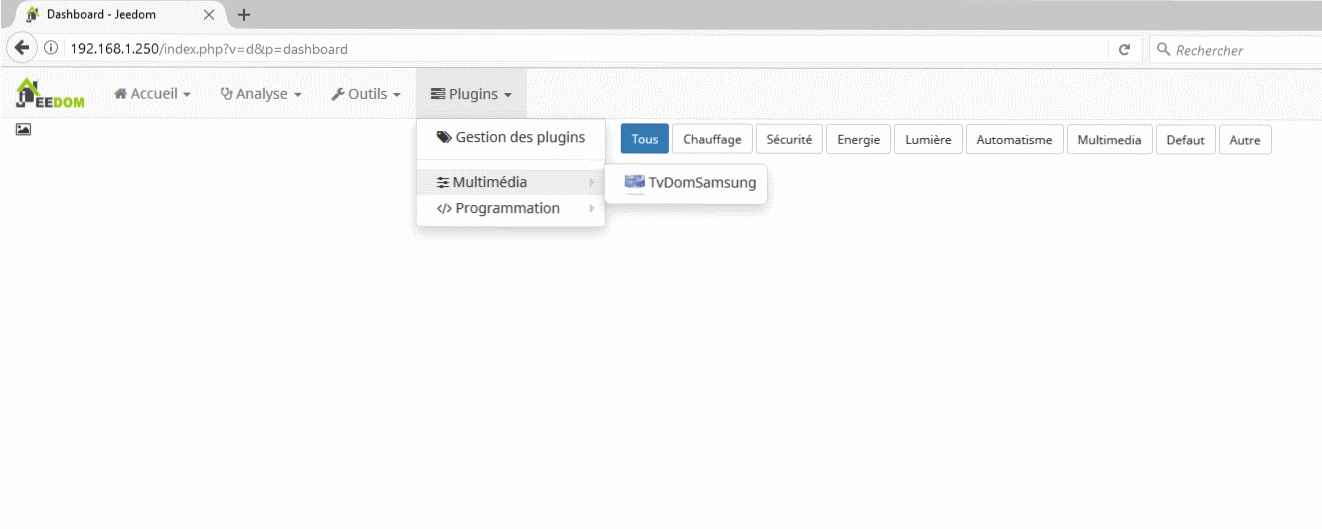 Dashboard - Jeedom
192.168.1.250/index.php?v=d&p=dashboard
Rechercher
JEEDOM Accueil Analyse Outils Plugins
Gestion des plugins
Tous Chauffage Sécurité Energie Lumière Automatisme Multimedia Defaut Autre
Multimédia TvDomSamsung
</> Programmation